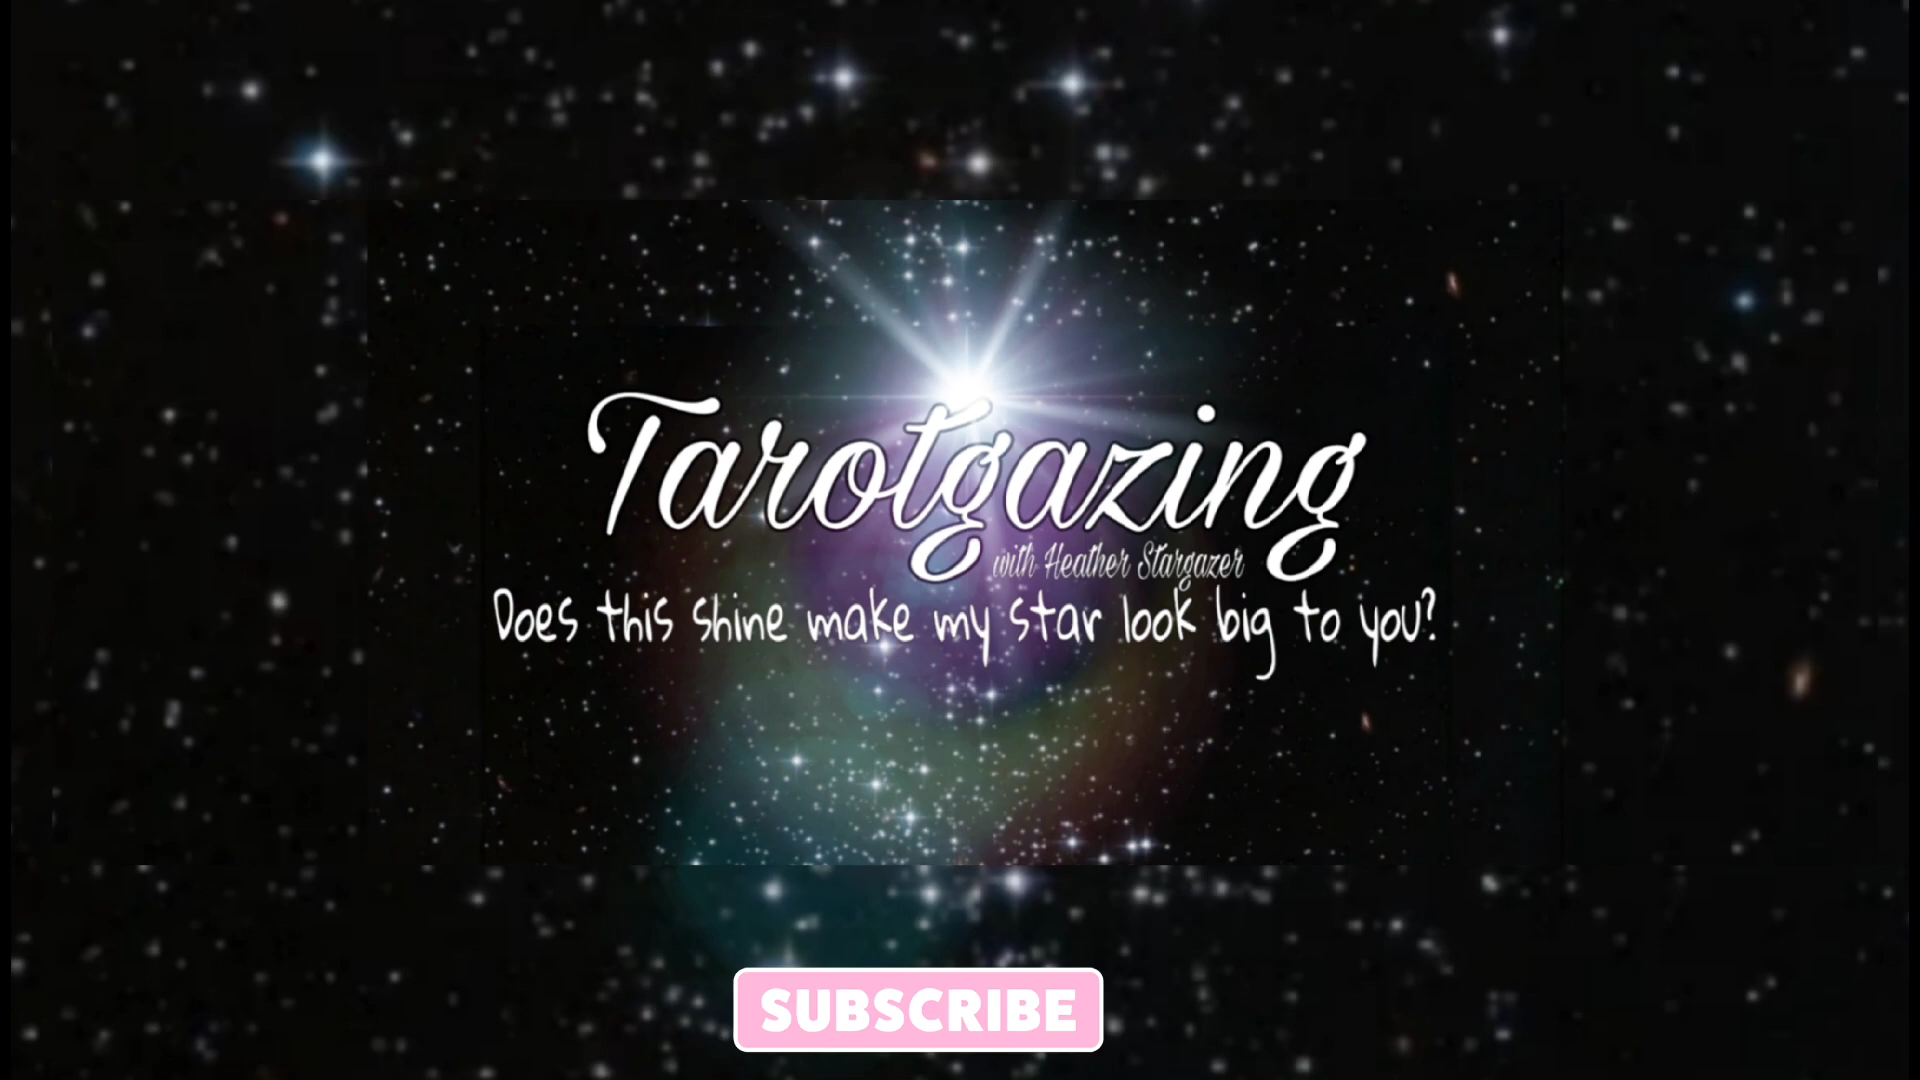 Tarotgazing
with Heather Stargazer
Does this shine make my star look big to you?
SUBSCRIBE